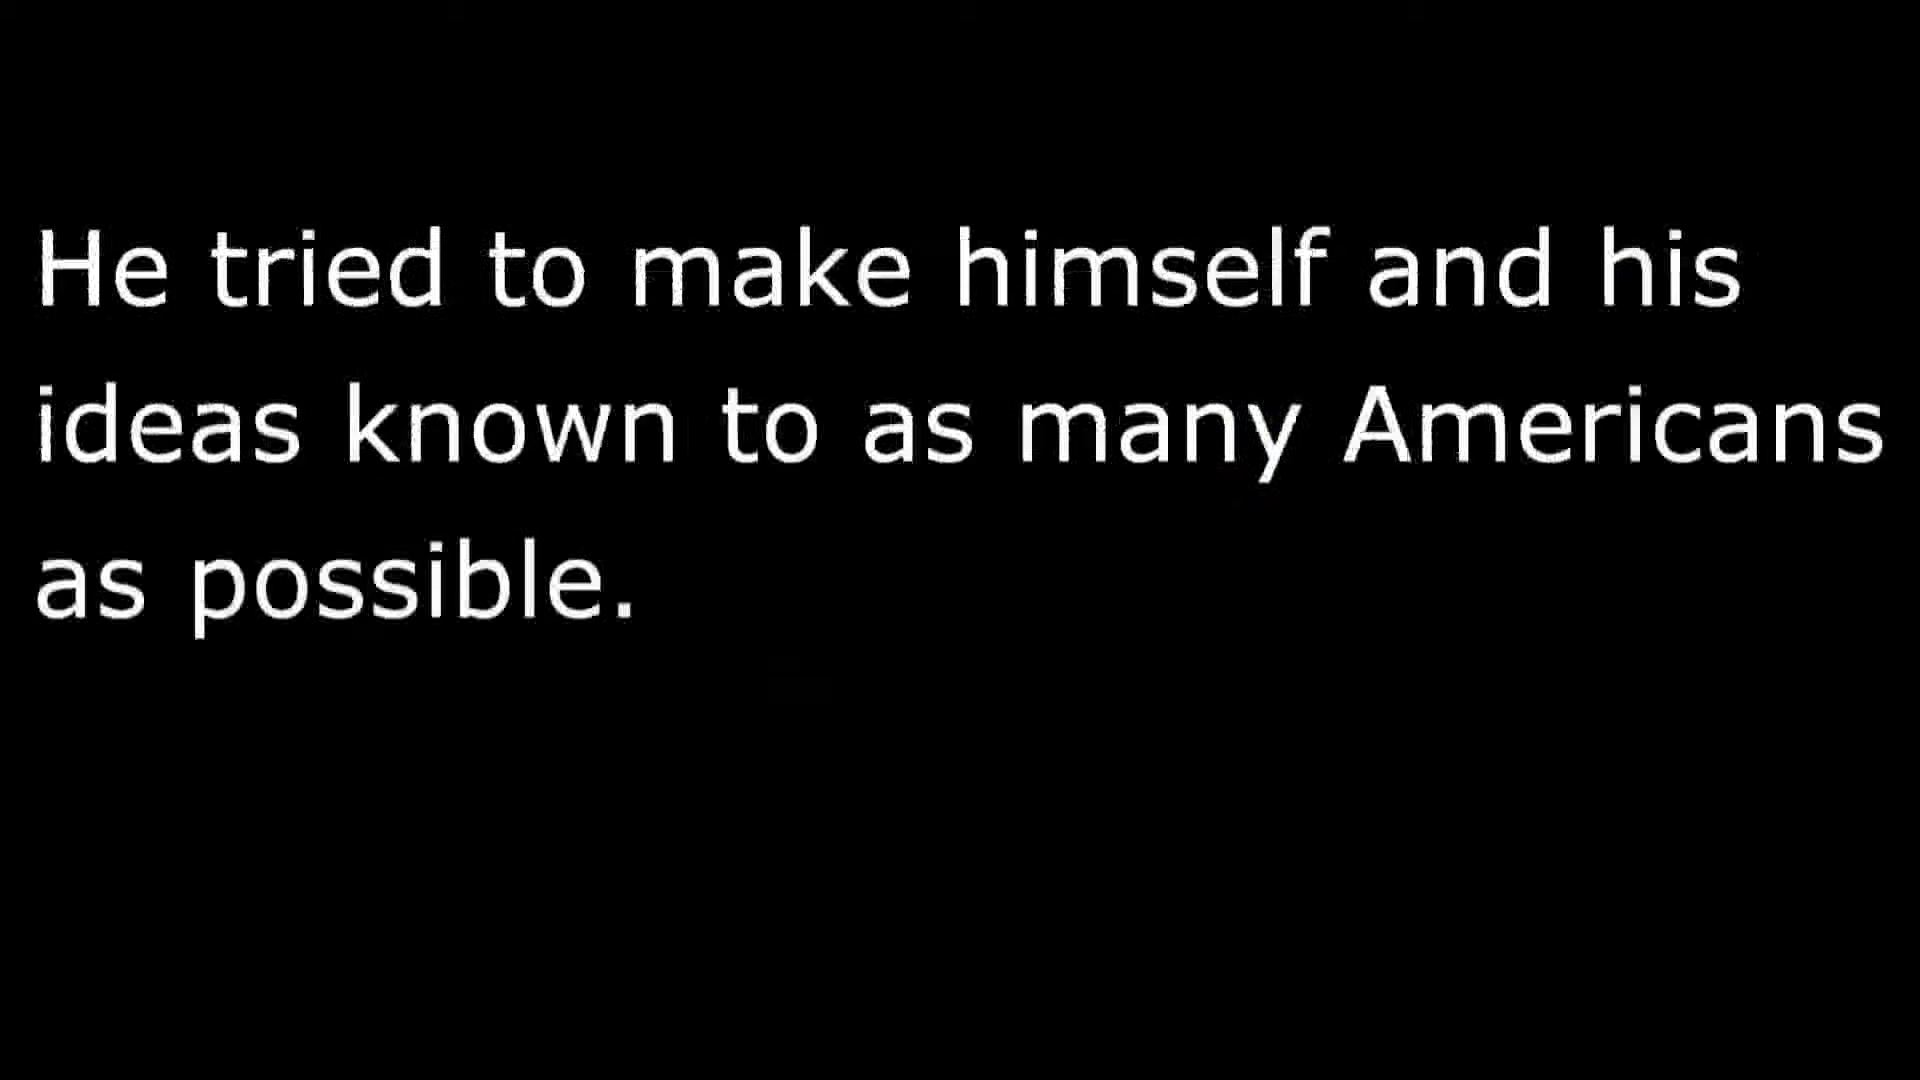 He tried to make himself and his
ideas known to as many Americans
as possible.